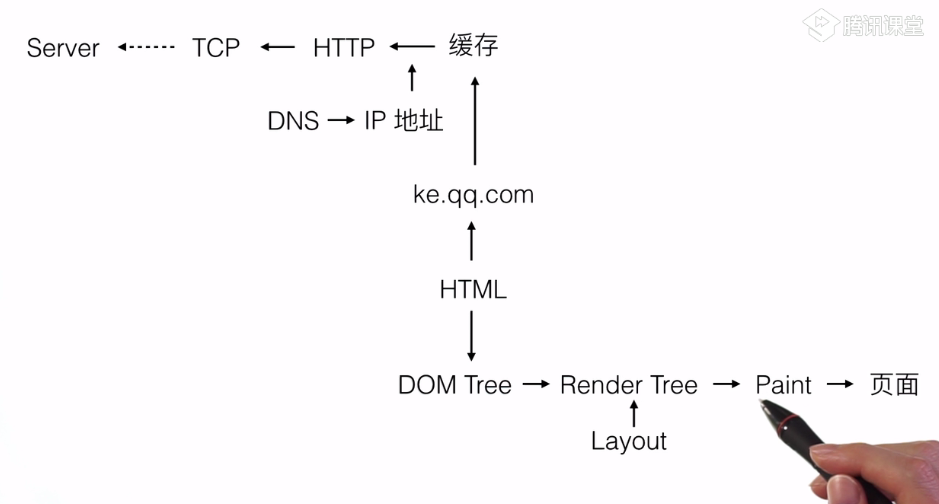 腾讯课堂
Server TCP HTTP 缓存
DNS IP 地址
ke.qq.com
HTML
DOM Tree Render Tree Paint 页面
Layout